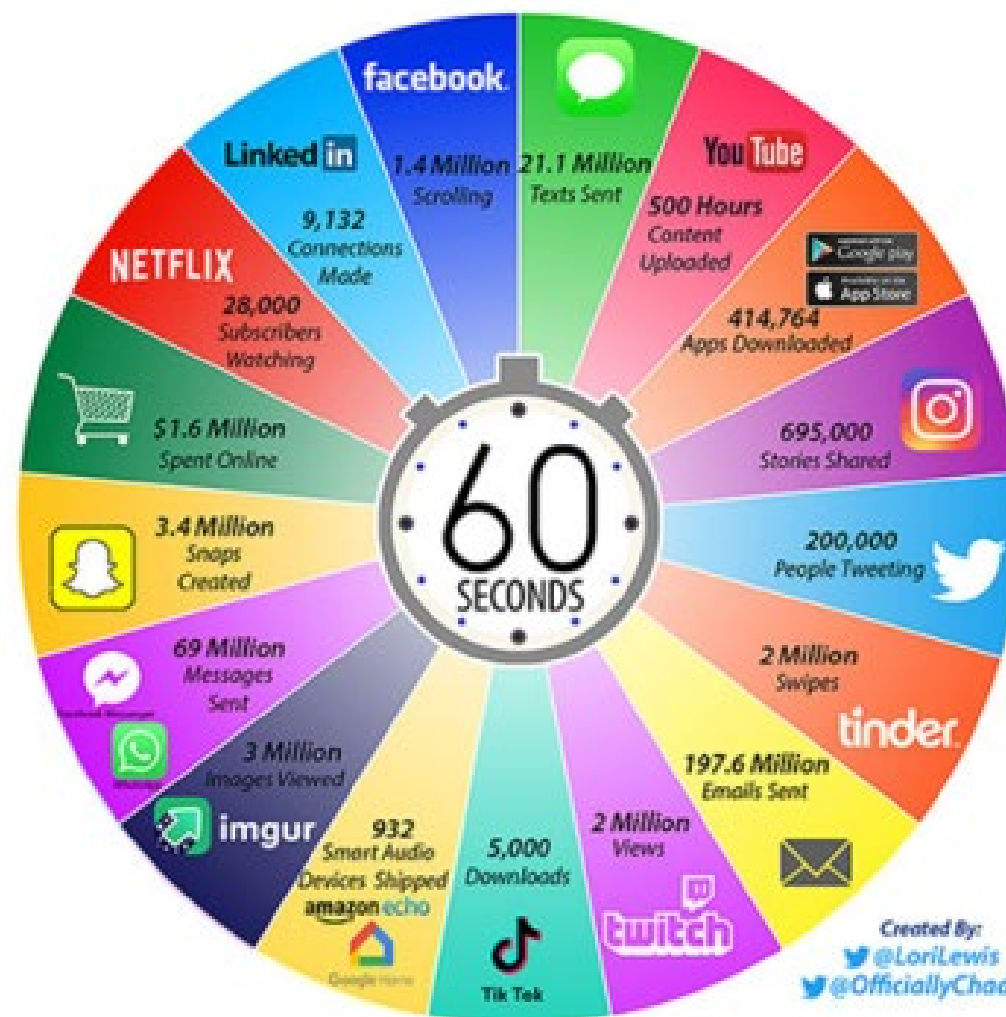 facebook
1.4 Million
Scrolling
21.1 Million
Texts Sent
YouTube
500 Hours
Content
Uploaded
Google play
App Store
414,764
Apps Downloaded
695,000
Stories Shared
200,000
People Tweeting
2 Million
Swipes
tinder
197.6 Million
Emails Sent
2 Million
Views
twitch
5,000
Downloads
Tik Tok
932
Smart Audio
Devices Shipped
amazon echo
Google Home
3 Million
Images Viewed
imgur
69 Million
Messages
Sent
Facebook Messenger
WhatsApp
3.4 Million
Snaps
Created
$1.6 Million
Spent Online
NETFLIX
28,000
Subscribers
Watching
Linked in
9,132
Connections
Made
60
SECONDS
Created By:
@LoriLewis
@OfficiallyChad